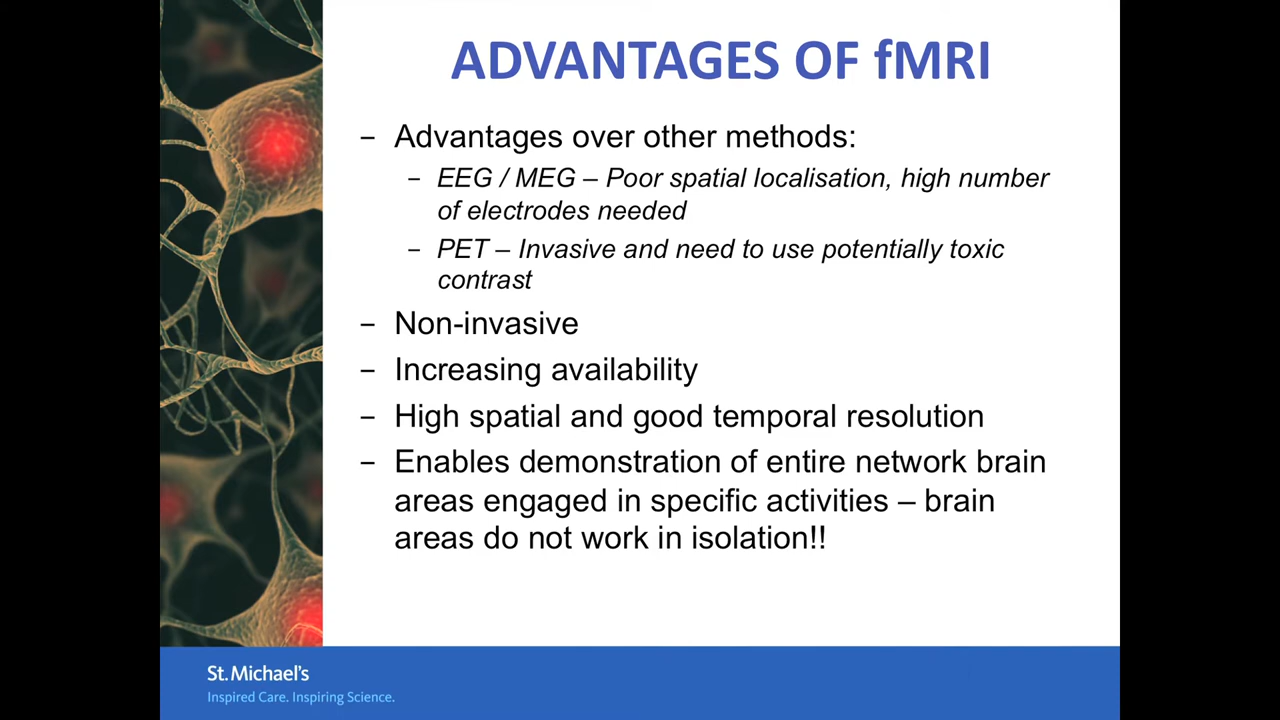 ADVANTAGES OF fMRI
– Advantages over other methods:
– EEG / MEG – Poor spatial localisation, high number
of electrodes needed
– PET – Invasive and need to use potentially toxic
contrast
– Non-invasive
– Increasing availability
– High spatial and good temporal resolution
– Enables demonstration of entire network brain
areas engaged in specific activities – brain
areas do not work in isolation!!
St. Michael's
Inspired Care. Inspiring Science.